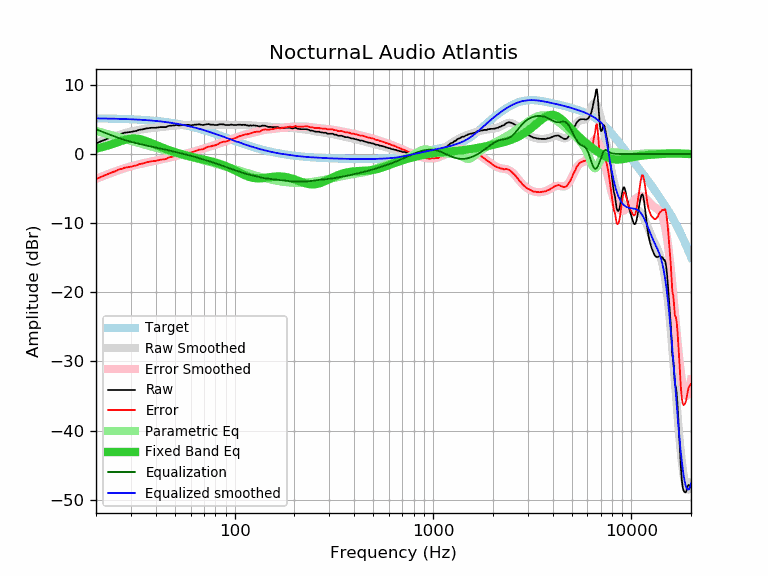 NocturnaL Audio Atlantis
Amplitude (dBr)
10
0
−10
−20
−30
−40
−50
Target
Raw Smoothed
Error Smoothed
Raw
Error
Parametric Eq
Fixed Band Eq
Equalization
Equalized smoothed
100
1000
10000
Frequency (Hz)